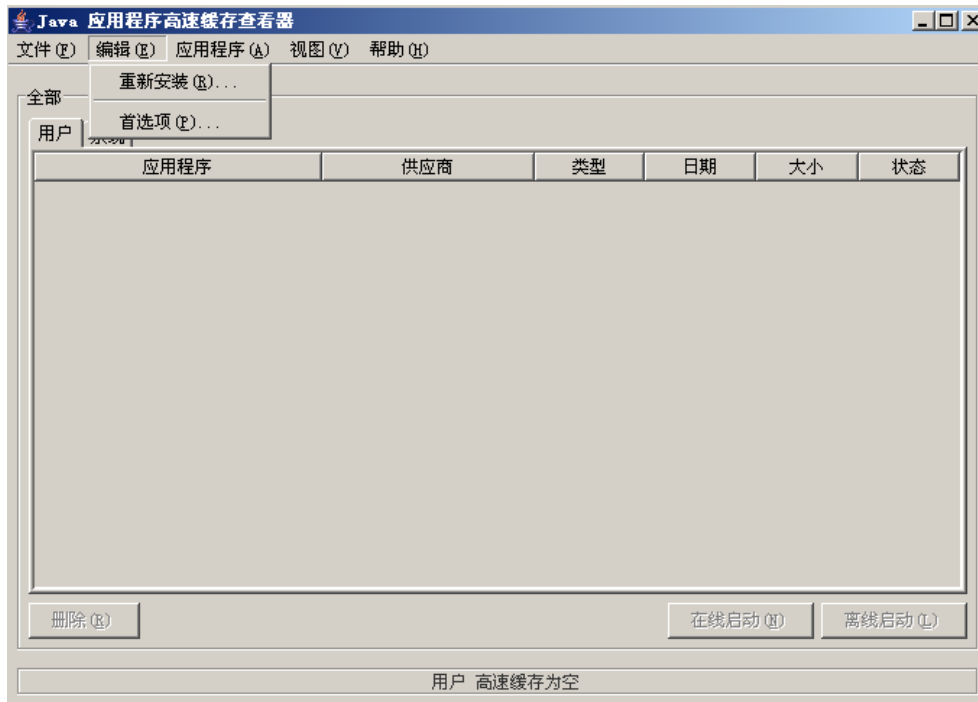 Java 应用程序高速缓存查看器
文件(F) 编辑(E) 应用程序(A) 视图(V) 帮助(H)
重新安装(R)...
全部
首选项(P)...
用户 系统
应用程序 供应商 类型 日期 大小 状态
册除(R) 在线启动(N) 离线启动(L)
用户 高速缓存为空